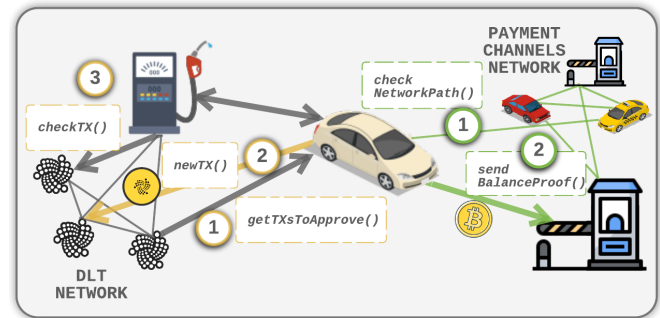 PAYMENT
CHANNELS
NETWORK
3
checkTX()
newTX()
2
1
getTXsToApprove()
check
NetworkPath()
1
2
send
BalanceProof()
DLT
NETWORK